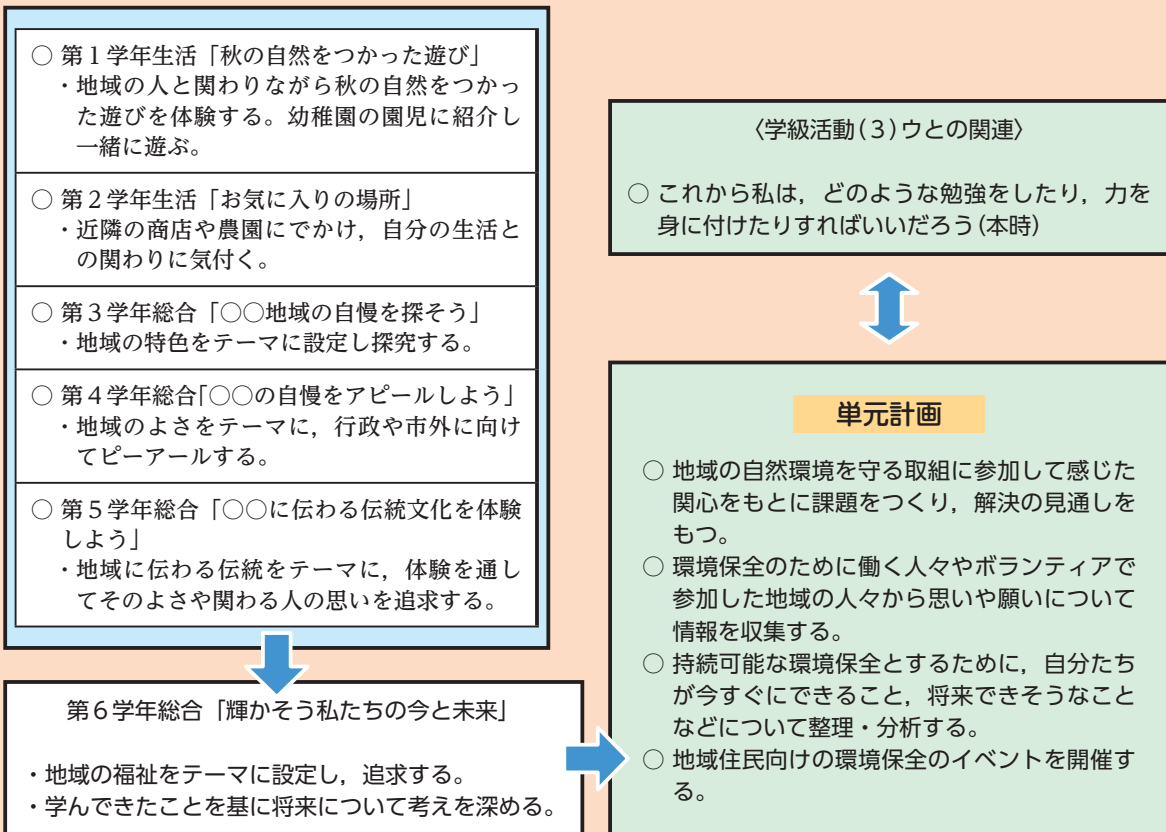 ○ 第1学年生活「秋の自然をつかった遊び」
・地域の人と関わりながら秋の自然をつかっ
た遊びを体験する。幼稚園の園児に紹介し
一緒に遊ぶ。
○ 第2学年生活「お気に入りの場所」
・近隣の商店や農園にでかけ，自分の生活と
の関わりに気付く。
○ 第3学年総合「○○地域の自慢を探そう」
・地域の特色をテーマに設定し探究する。
○ 第4学年総合「○○の自慢をアピールしよう」
・地域のよさをテーマに，行政や市外に向け
てピーアールする。
○ 第5学年総合「○○に伝わる伝統文化を体験
しよう」
・地域に伝わる伝統をテーマに，体験を通し
てそのよさや関わる人の思いを追求する。
第6学年総合「輝かそう私たちの今と未来」
・地域の福祉をテーマに設定し，追求する。
・学んできたことを基に将来について考えを深める。
〈学級活動(3)ウとの関連〉
○ これから私は，どのような勉強をしたり，力を
身に付けたりすればいいだろう(本時)
単元計画
○ 地域の自然環境を守る取組に参加して感じた
関心をもとに課題をつくり，解決の見通しを
もつ。
○ 環境保全のために働く人々やボランティアで
参加した地域の人々から思いや願いについて
情報を収集する。
○ 持続可能な環境保全とするために，自分たち
が今すぐにできること，将来できそうなこと
などについて整理・分析する。
○ 地域住民向けの環境保全のイベントを開催す
る。